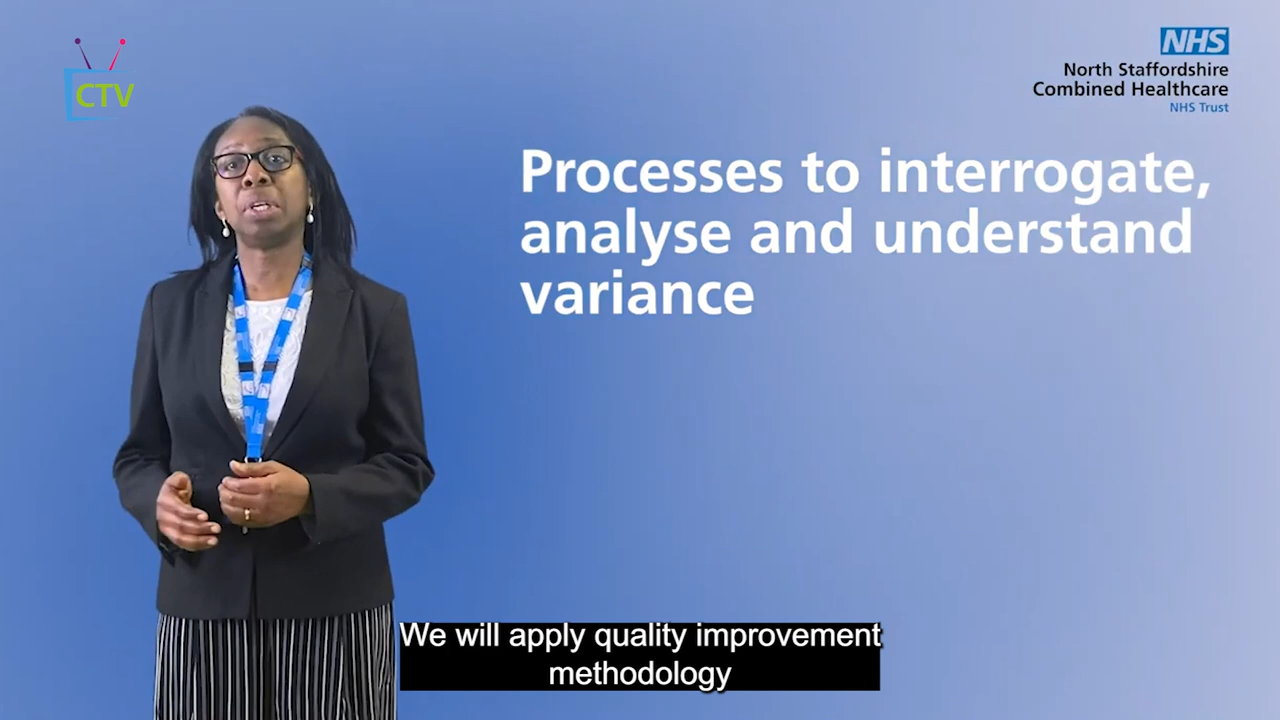 CTV
NHS
North Staffordshire
Combined Healthcare
NHS Trust
Processes to interrogate,
analyse and understand
variance
We will apply quality improvement
methodology